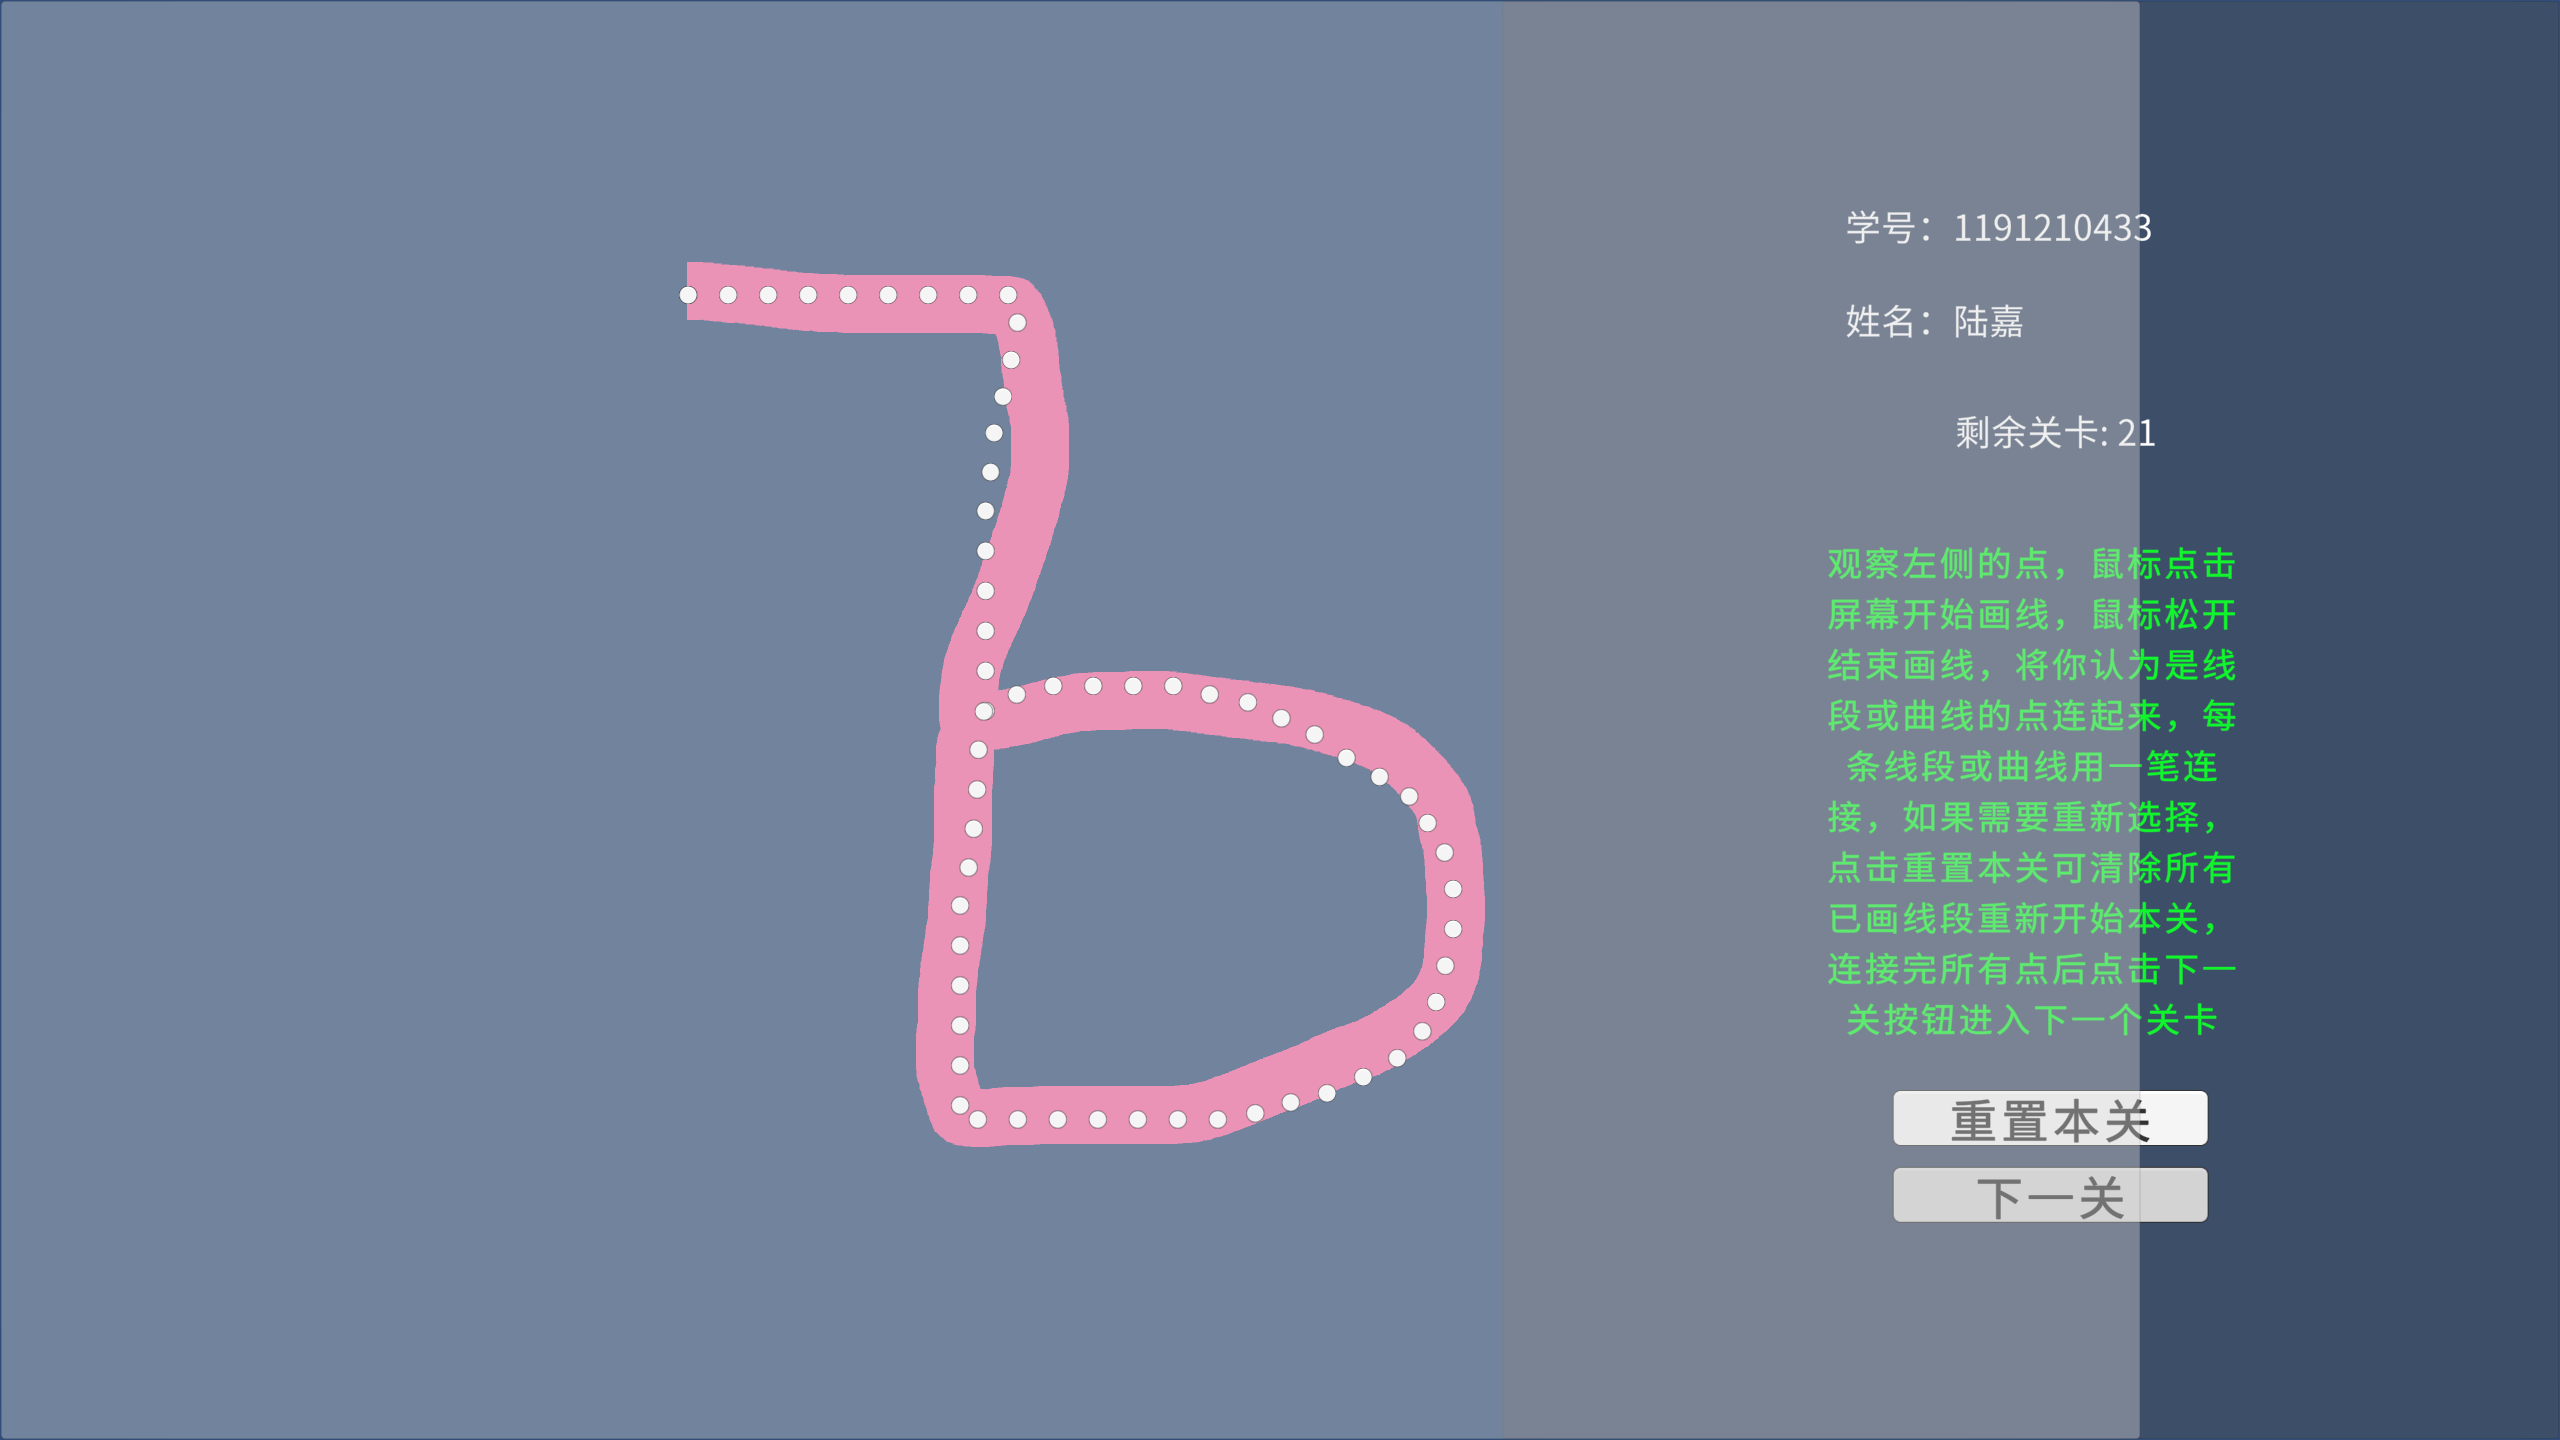 学号：1191210433
姓名：陆嘉
剩余关卡: 21
观察左侧的点，鼠标点击
屏幕开始画线，鼠标松开
结束画线，将你认为是线
段或曲线的点连起来，每
条线段或曲线用一笔连
接，如果需要重新选择，
点击重置本关可清除所有
已画线段重新开始本关，
连接完所有点后点击下一
关按钮进入下一个关卡
重置本关
下一关